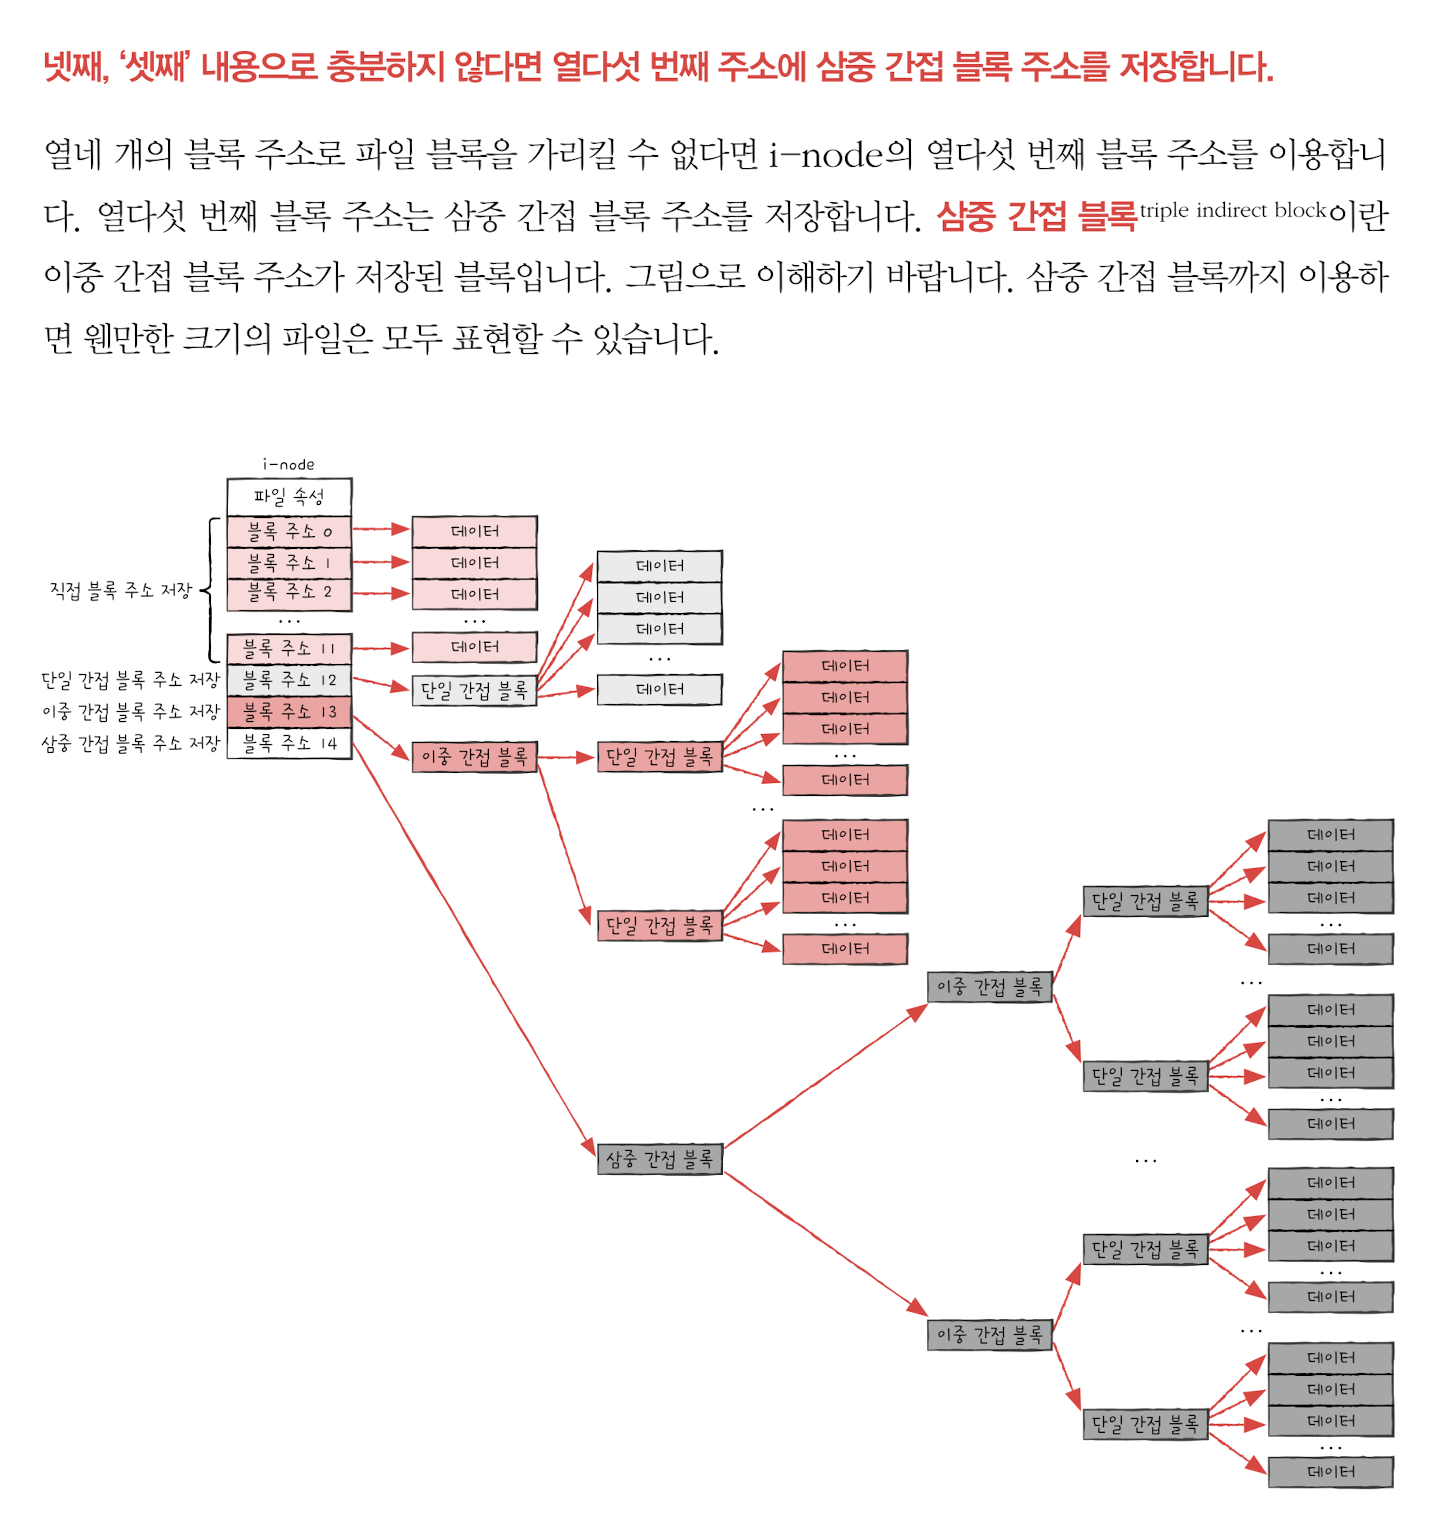 넷째, ‘셋째’ 내용으로 충분하지 않다면 열다섯 번째 주소에 삼중 간접 블록 주소를 저장합니다.
열네 개의 블록 주소로 파일 블록을 가리킬 수 없다면 i-node의 열다섯 번째 블록 주소를 이용합니
다. 열다섯 번째 블록 주소는 삼중 간접 블록 주소를 저장합니다. 삼중 간접 블록triple indirect block이란
이중 간접 블록 주소가 저장된 블록입니다. 그림으로 이해하기 바랍니다. 삼중 간접 블록까지 이용하
면 웬만한 크기의 파일은 모두 표현할 수 있습니다.
i-node
파일 속성
직접 블록 주소 저장
블록 주소 0
블록 주소 1
블록 주소 2
...
블록 주소 11
단일 간접 블록 주소 저장
블록 주소 12
이중 간접 블록 주소 저장
블록 주소 13
삼중 간접 블록 주소 저장
블록 주소 14
데이터
데이터
데이터
...
데이터
단일 간접 블록
데이터
데이터
데이터
...
데이터
이중 간접 블록
단일 간접 블록
데이터
데이터
데이터
...
데이터
...
단일 간접 블록
데이터
데이터
데이터
...
데이터
삼중 간접 블록
이중 간접 블록
단일 간접 블록
데이터
데이터
데이터
...
데이터
...
단일 간접 블록
데이터
데이터
데이터
...
데이터
...
이중 간접 블록
단일 간접 블록
데이터
데이터
데이터
...
데이터
...
단일 간접 블록
데이터
데이터
데이터
...
데이터